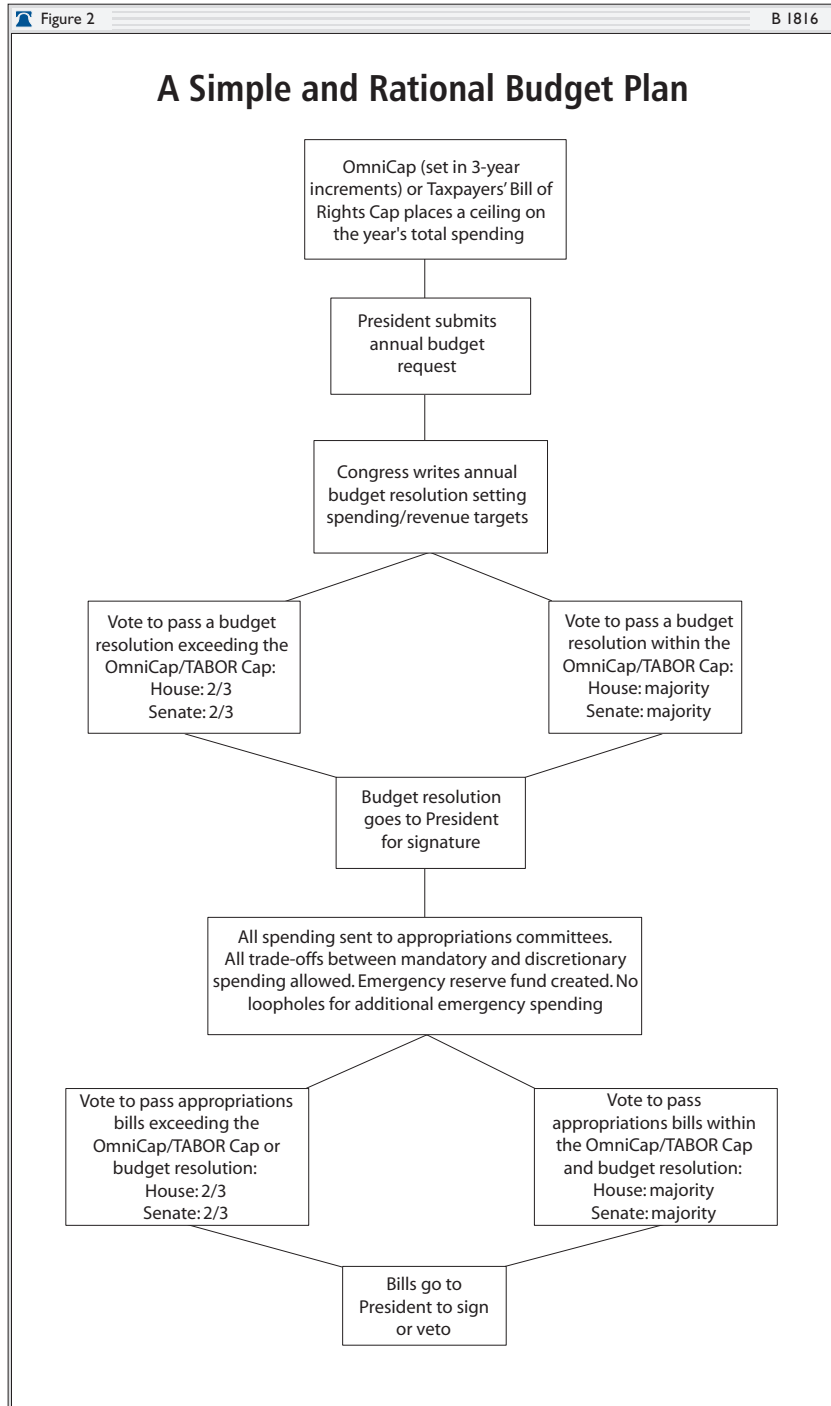 Figure 2
B 1816
A Simple and Rational Budget Plan
OmniCap (set in 3-year
increments) or Taxpayers' Bill of
Rights Cap places a ceiling on
the year's total spending
President submits
annual budget
request
Congress writes annual
budget resolution setting
spending/revenue targets
Vote to pass a budget
resolution exceeding the
OmniCap/TABOR Cap:
House: 2/3
Senate: 2/3
Vote to pass a budget
resolution within the
OmniCap/TABOR Cap:
House: majority
Senate: majority
Budget resolution
goes to President
for signature
All spending sent to appropriations committees.
All trade-offs between mandatory and discretionary
spending allowed. Emergency reserve fund created. No
loopholes for additional emergency spending
Vote to pass appropriations
bills exceeding the
OmniCap/TABOR Cap or
budget resolution:
House: 2/3
Senate: 2/3
Vote to pass
appropriations bills within
the OmniCap/TABOR Cap
and budget resolution:
House: majority
Senate: majority
Bills go to
President to sign
or veto